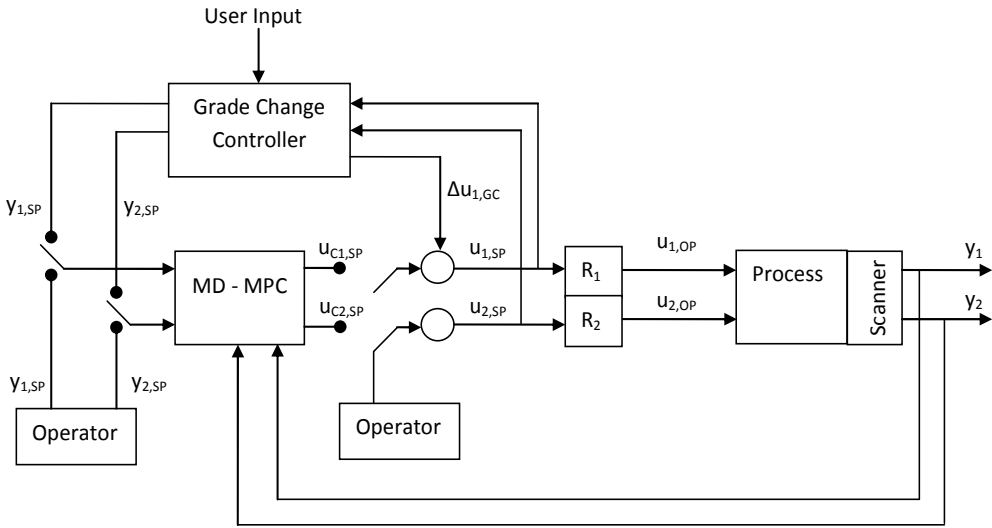 User Input
Grade Change
Controller
Δu1,GC
y1,SP
y2,SP
uC1,SP
u1,SP
u1,OP
y1
MD - MPC
R1
Process
Scanner
uC2,SP
u2,SP
R2
u2,OP
y2
y1,SP
y2,SP
Operator
Operator